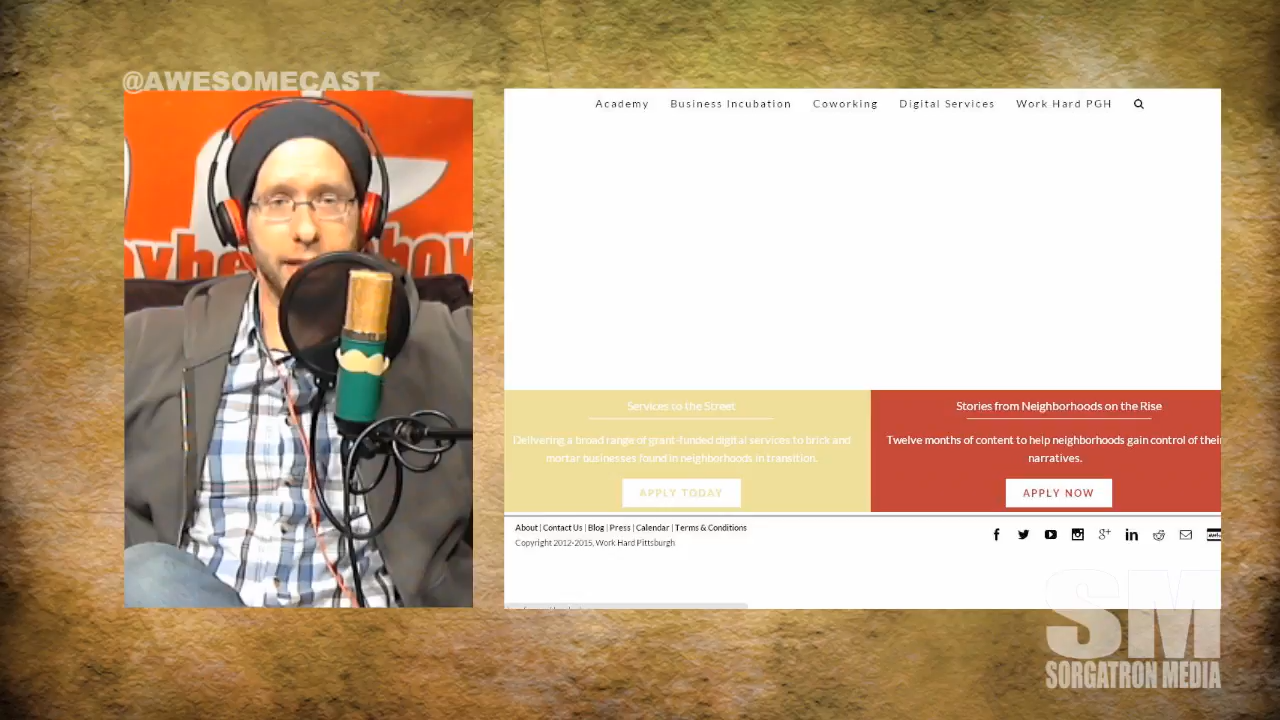 @AWESOMECAST
Academy Business Incubation Coworking Digital Services Work Hard PGH
Services to the Street
Delivering a broad range of grant-funded digital services to brick and
mortar businesses found in neighborhoods in transition.
APPLY TODAY
Stories from Neighborhoods on the Rise
Twelve months of content to help neighborhoods gain control of their
narratives.
APPLY NOW
About | Contact Us | Blog | Press | Calendar | Terms & Conditions
Copyright 2012-2015, Work Hard Pittsburgh
SM
SORGATRON MEDIA